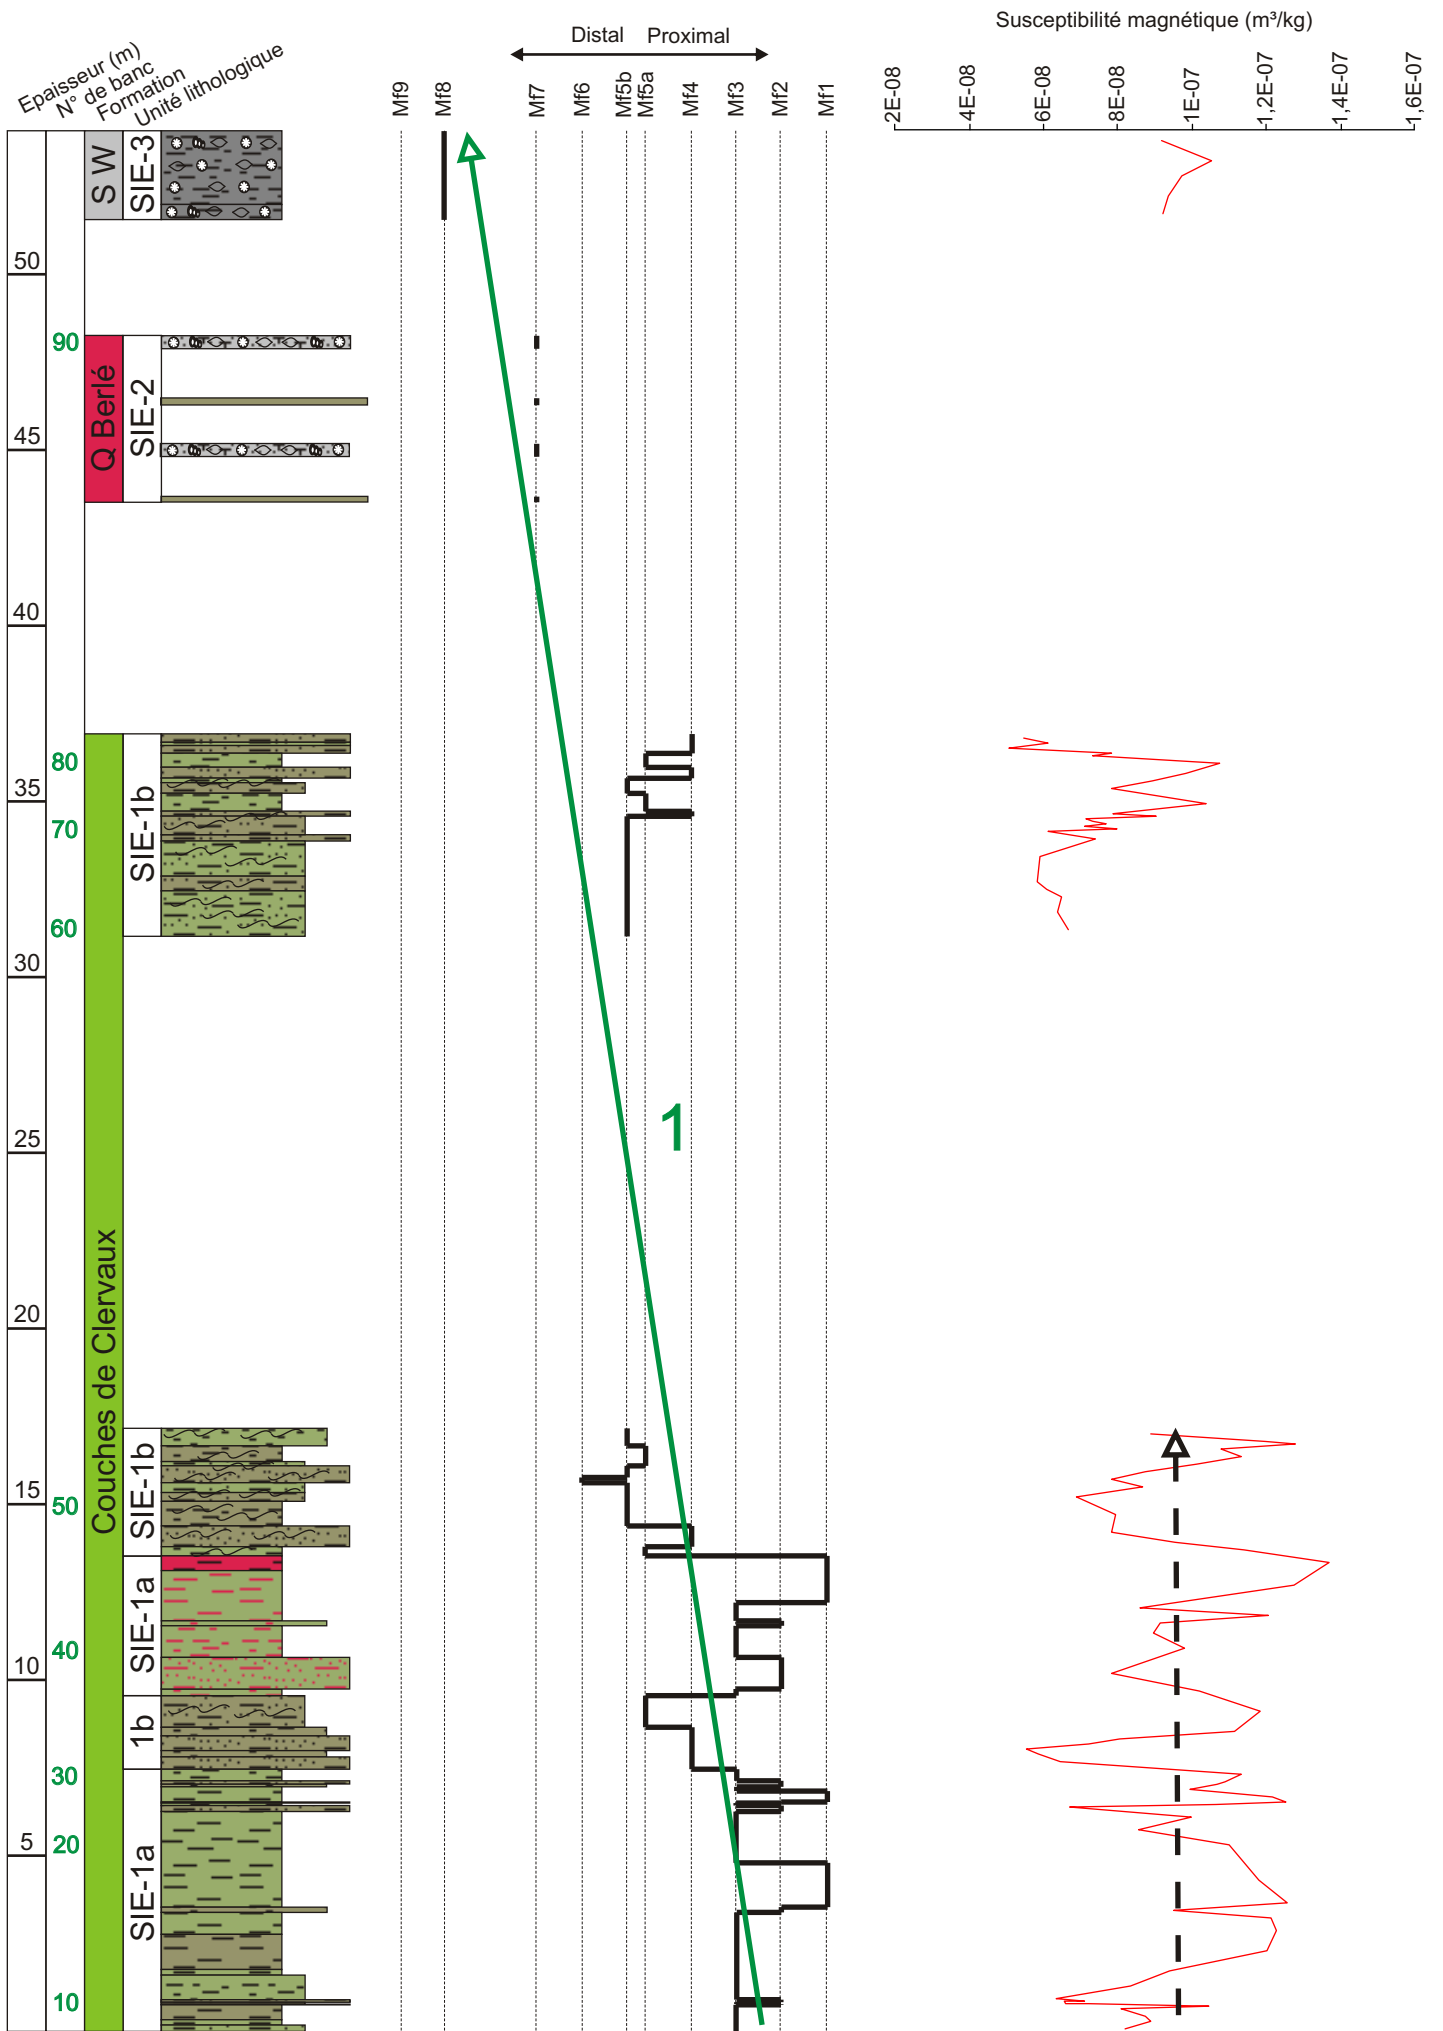 Susceptibilité magnétique (m³/kg)
Distal Proximal
Epaisseur (m)
N° de banc
Formation
Unité lithologique
Mf9 Mf8 Mf7 Mf6 Mf5b Mf5a Mf4 Mf3 Mf2 Mf1
2E-08 4E-08 6E-08 8E-08 1E-07 1,2E-07 1,4E-07 1,6E-07
S W
SIE-3
50
90
Q Berlé
SIE-2
45
40
80
35
70
SIE-1b
60
30
1
25
20
Couches de Clervaux
SIE-1b
15
50
SIE-1a
40
10
1b
30
5
20
SIE-1a
10